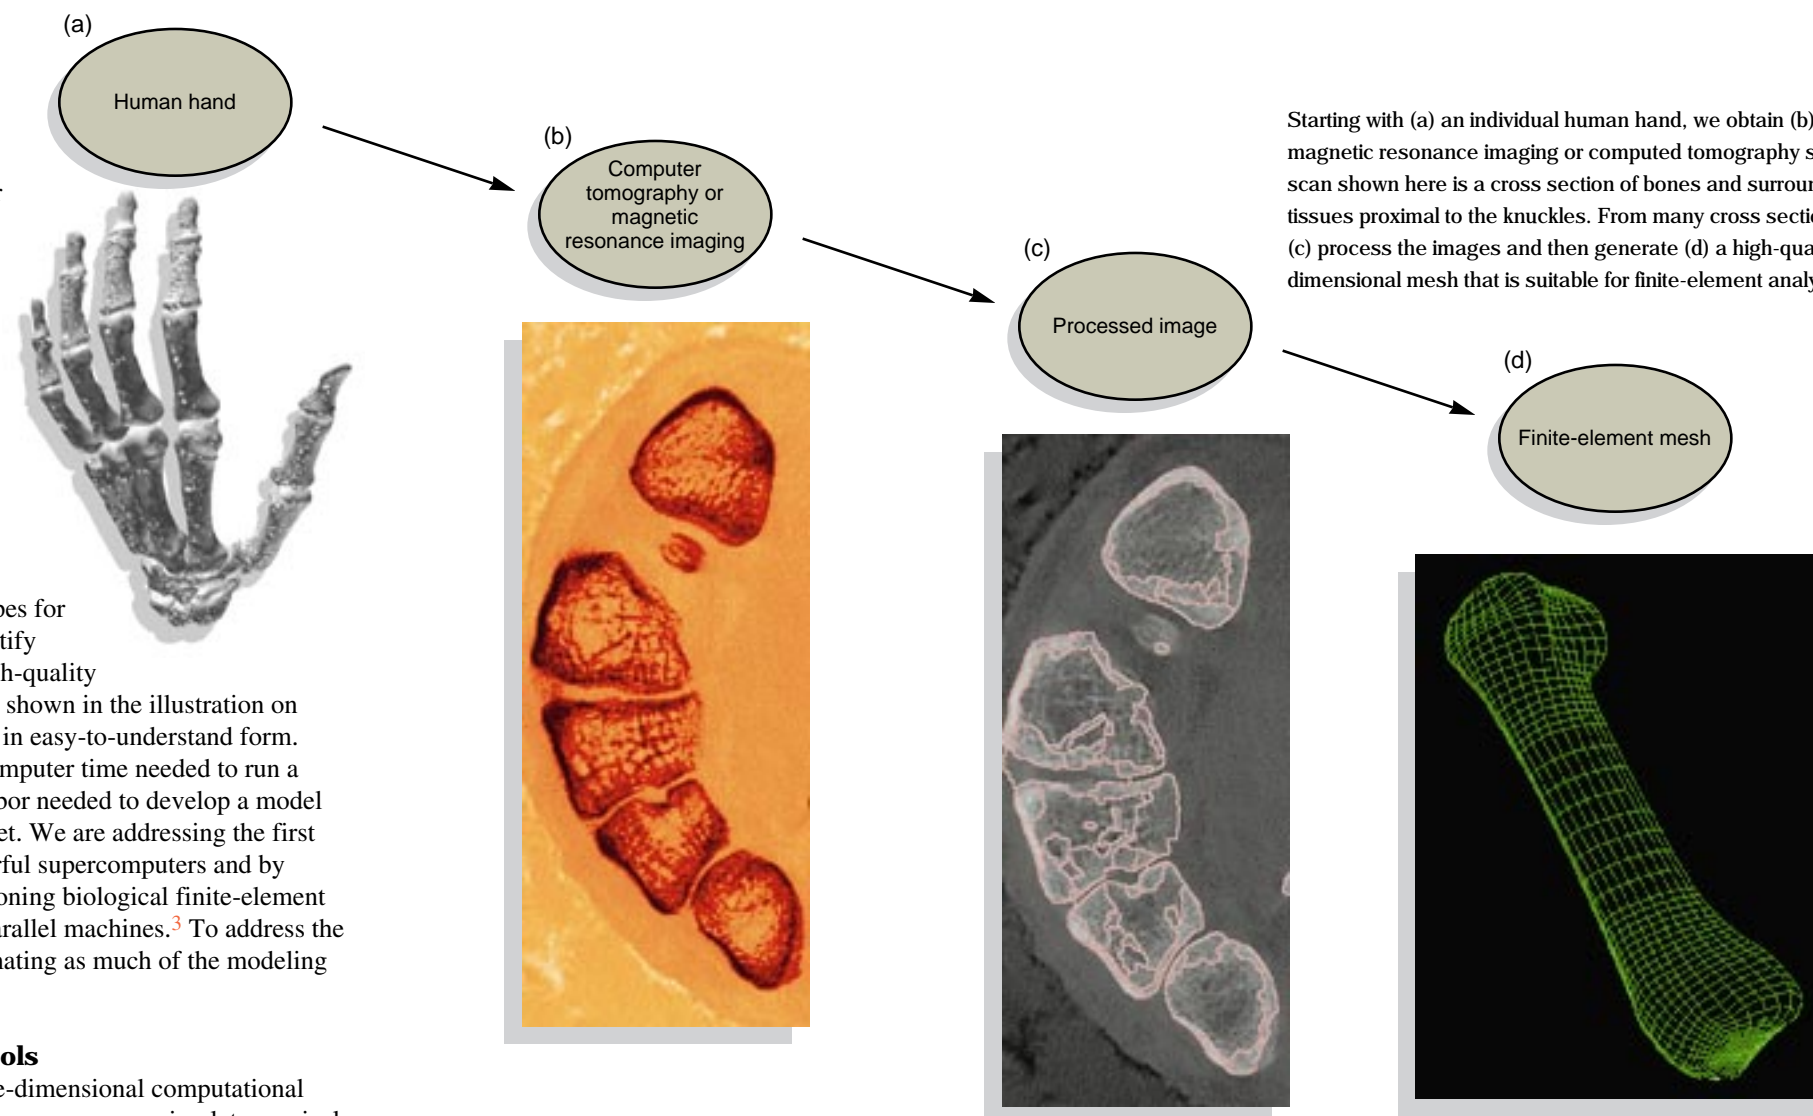 (a)
Human hand
(b)
Computer
tomography or
magnetic
resonance imaging
(c)
Processed image
(d)
Finite-element mesh
Starting with (a) an individual human hand, we obtain (b)
magnetic resonance imaging or computed tomography s
scan shown here is a cross section of bones and surroun
tissues proximal to the knuckles. From many cross sectio
(c) process the images and then generate (d) a high-qua
dimensional mesh that is suitable for finite-element analy
pes for
tify
h-quality
shown in the illustration on
in easy-to-understand form.
mputer time needed to run a
bor needed to develop a model
et. We are addressing the first
rful supercomputers and by
oning biological finite-element
arallel machines.3 To address the
nating as much of the modeling
ols
e-dimensional computational